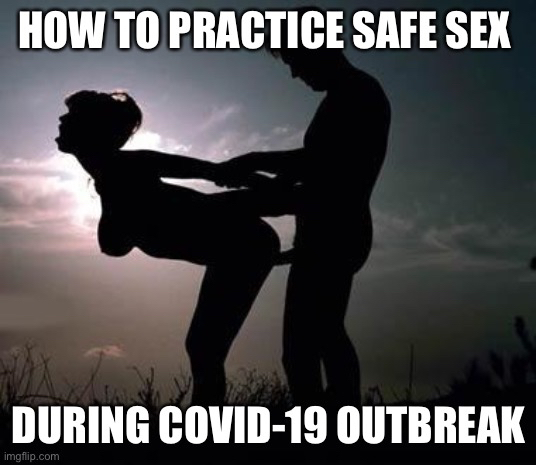 HOW TO PRACTICE SAFE SEX
DURING COVID-19 OUTBREAK
imgflip.com